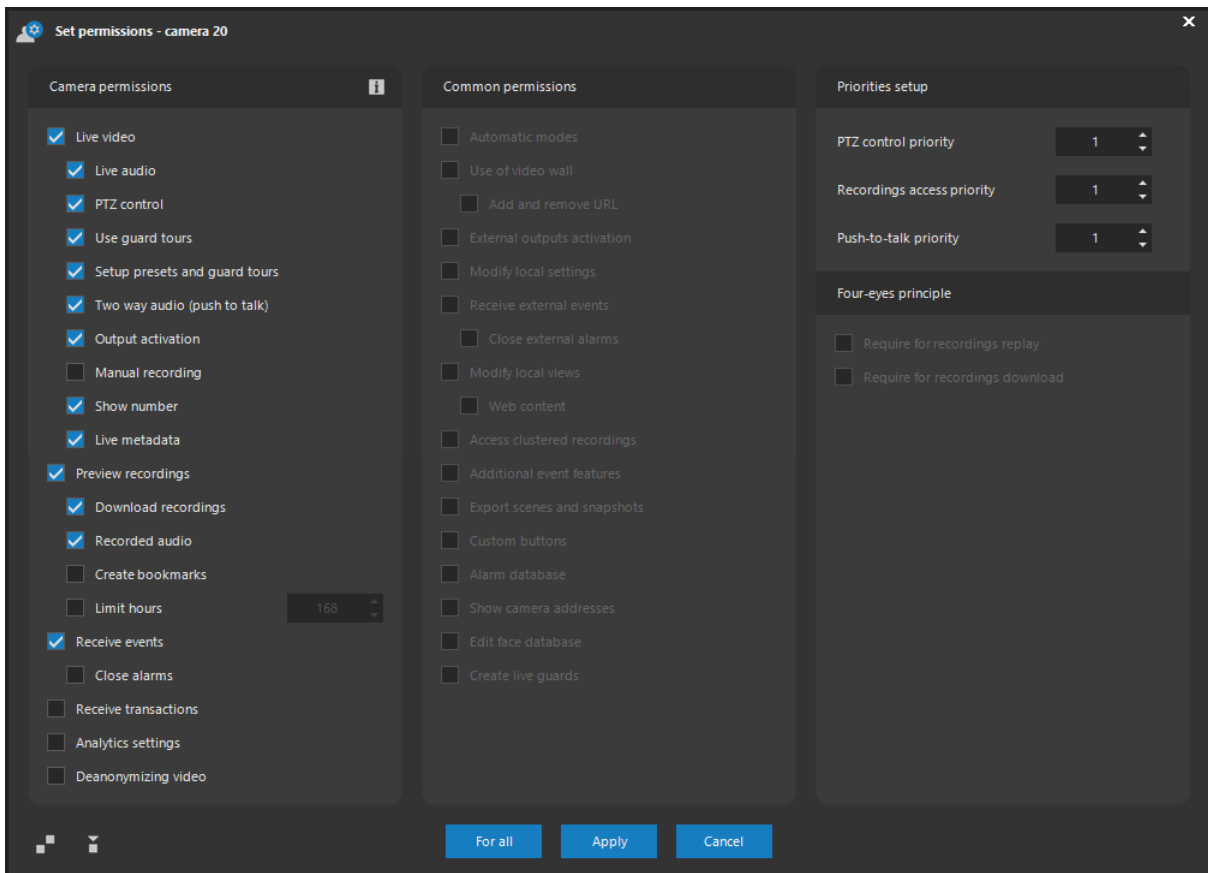 Set permissions - camera 20
Camera permissions
Live video
Live audio
PTZ control
Use guard tours
Setup presets and guard tours
Two way audio (push to talk)
Output activation
Manual recording
Show number
Live metadata
Preview recordings
Download recordings
Recorded audio
Create bookmarks
Limit hours 168
Receive events
Close alarms
Receive transactions
Analytics settings
Deanonymizing video
Common permissions
Automatic modes
Use of video wall
Add and remove URL
External outputs activation
Modify local settings
Receive external events
Close external alarms
Modify local views
Web content
Access clustered recordings
Additional event features
Export scenes and snapshots
Custom buttons
Alarm database
Show camera addresses
Edit face database
Create live guards
Priorities setup
PTZ control priority 1
Recordings access priority 1
Push-to-talk priority 1
Four-eyes principle
Require for recordings replay
Require for recordings download
For all
Apply
Cancel